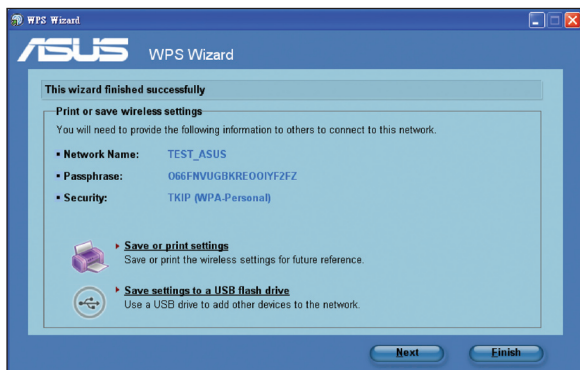 WPS Wizard
ASUS WPS Wizard
This wizard finished successfully
Print or save wireless settings
You will need to provide the following information to others to connect to this network.
▪ Network Name: TEST_ASUS
▪ Passphrase: O66FNVUGBKREOOIYF2FZ
▪ Security: TKIP (WPA-Personal)
Save or print settings
Save or print the wireless settings for future reference.
Save settings to a USB flash drive
Use a USB drive to add other devices to the network.
Next Finish